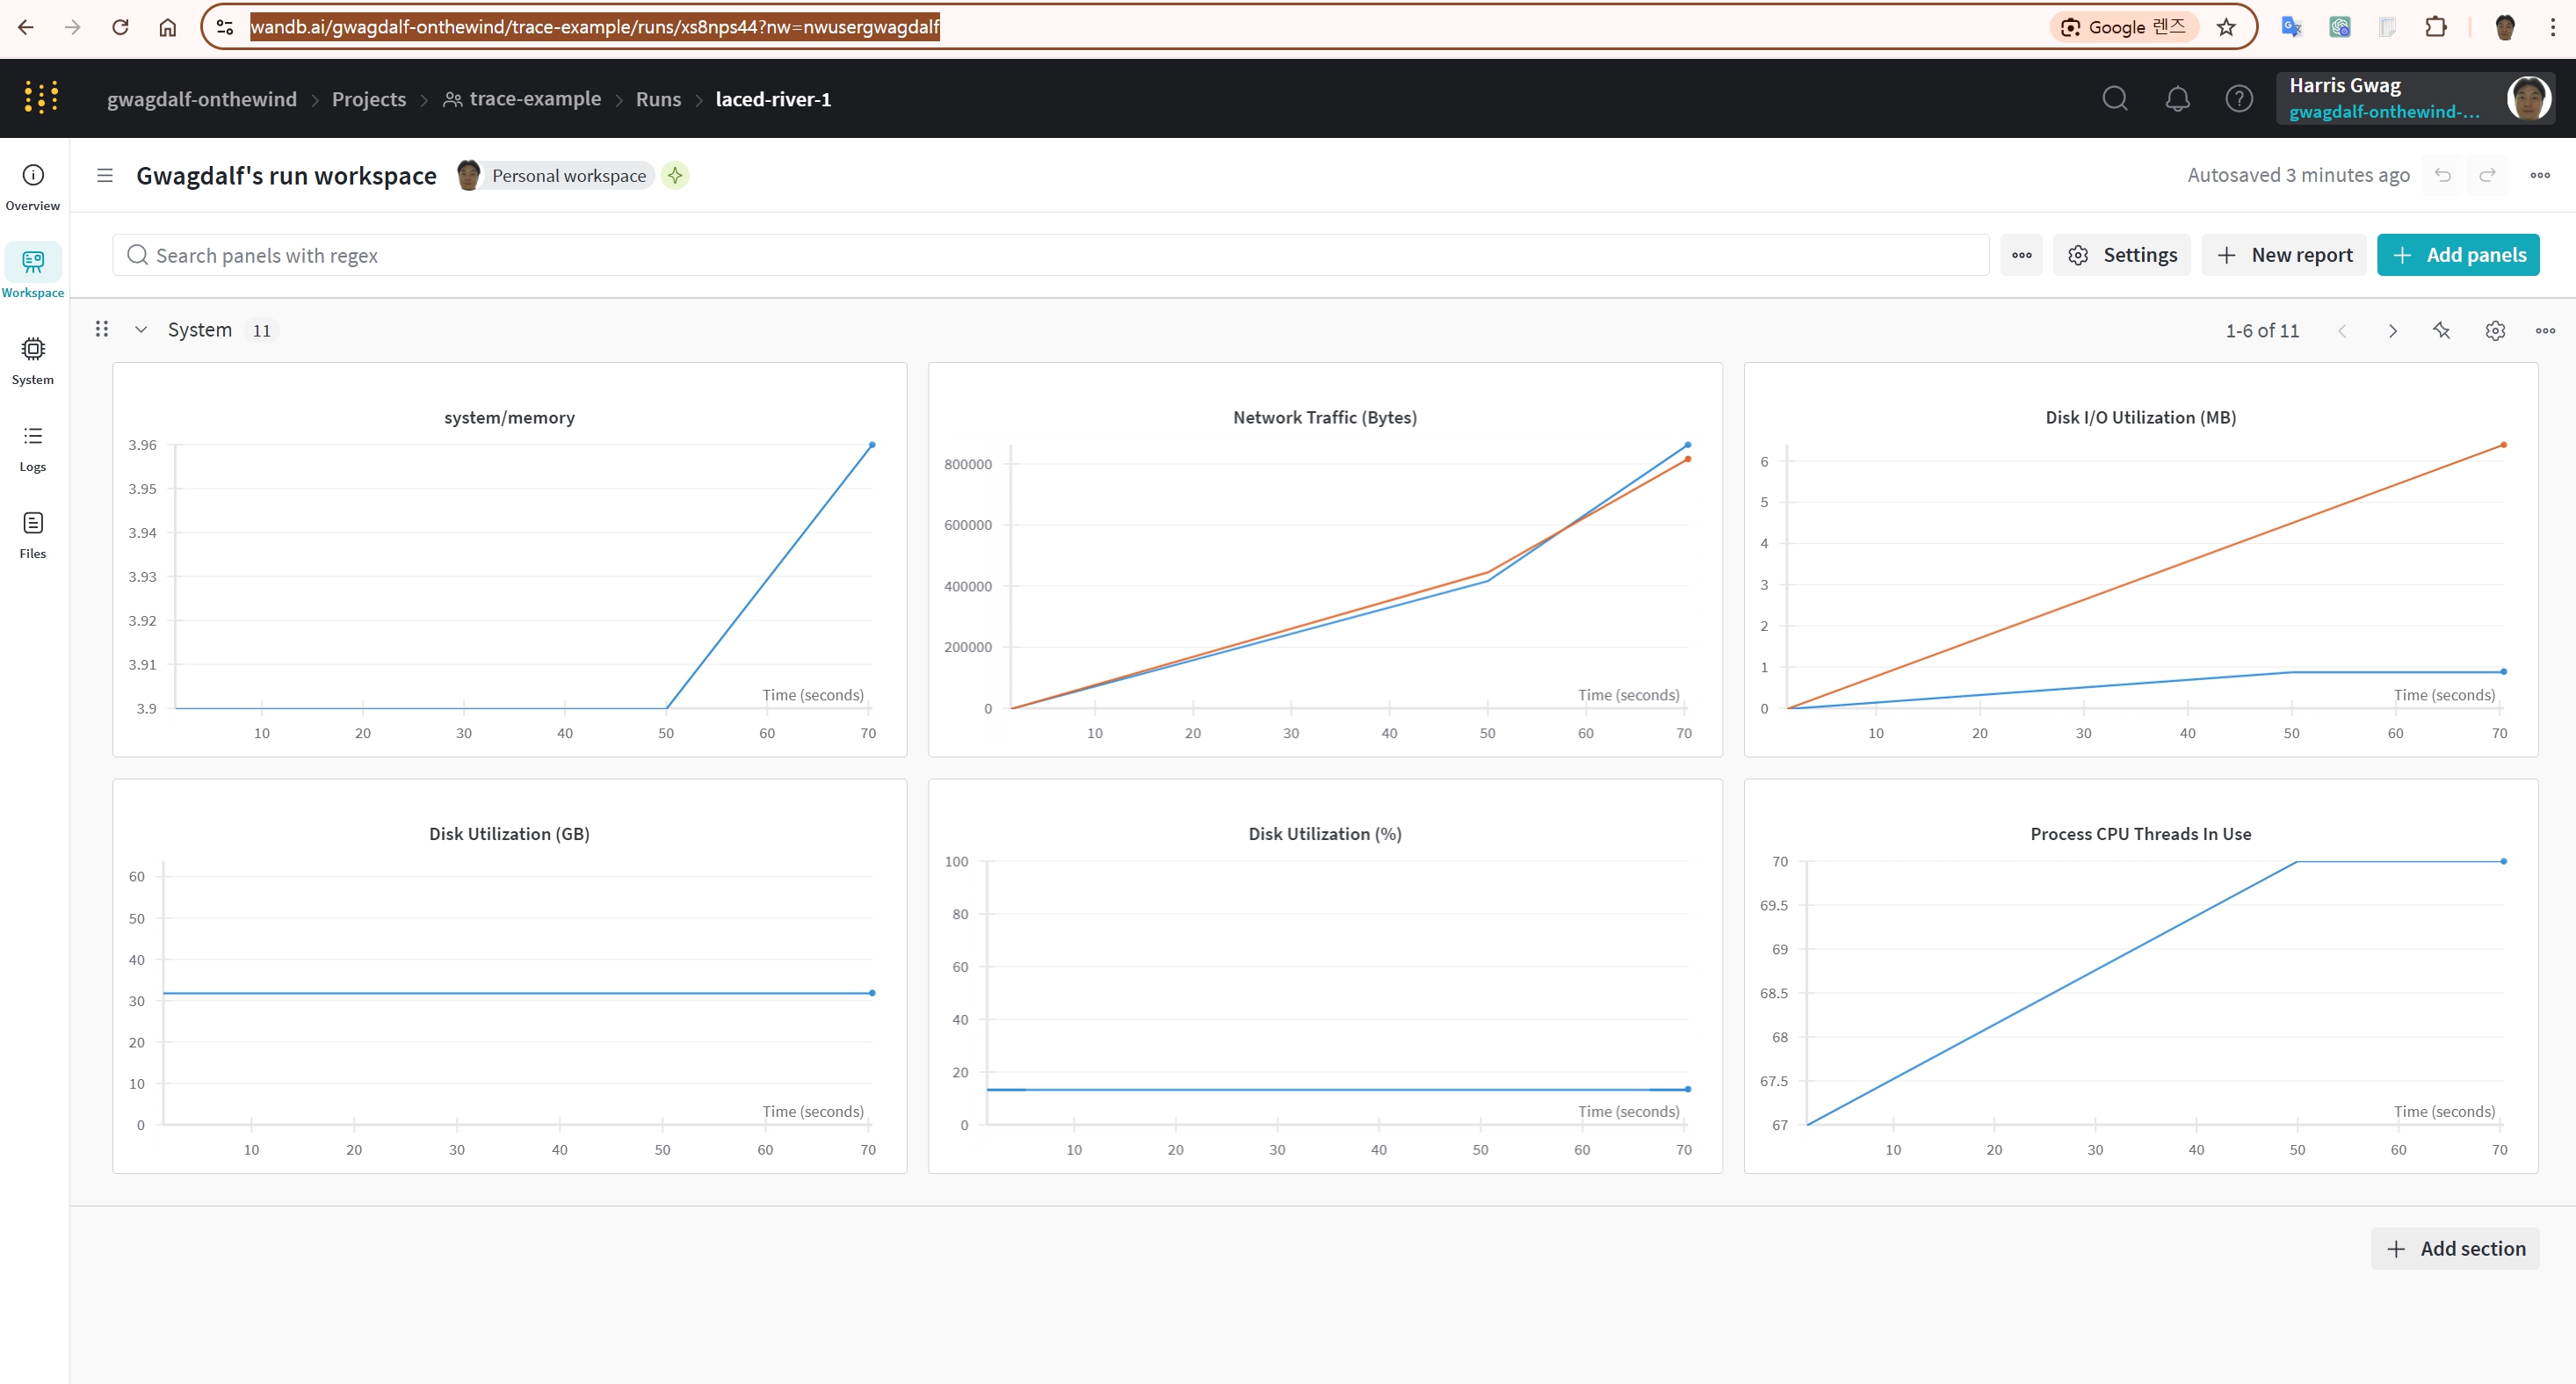 wandb.ai/gwagdalf-onthewind/trace-example/runs/xs8nps44?nw=nwusergwagdalf
Google 렌즈
gwagdalf-onthewind > Projects > trace-example > Runs > laced-river-1
Harris Gwag
gwagdalf-onthewind-...
Overview
Workspace
System
Logs
Files
Gwagdalf's run workspace
Personal workspace
Autosaved 3 minutes ago
Search panels with regex
Settings
New report
Add panels
System 11
1-6 of 11
system/memory
3.96
3.95
3.94
3.93
3.92
3.91
3.9
Time (seconds)
10 20 30 40 50 60 70
Network Traffic (Bytes)
800000
600000
400000
200000
0
Time (seconds)
10 20 30 40 50 60 70
Disk I/O Utilization (MB)
6
5
4
3
2
1
0
Time (seconds)
10 20 30 40 50 60 70
Disk Utilization (GB)
60
50
40
30
20
10
0
Time (seconds)
10 20 30 40 50 60 70
Disk Utilization (%)
100
80
60
40
20
0
Time (seconds)
10 20 30 40 50 60 70
Process CPU Threads In Use
70
69.5
69
68.5
68
67.5
67
Time (seconds)
10 20 30 40 50 60 70
Add section